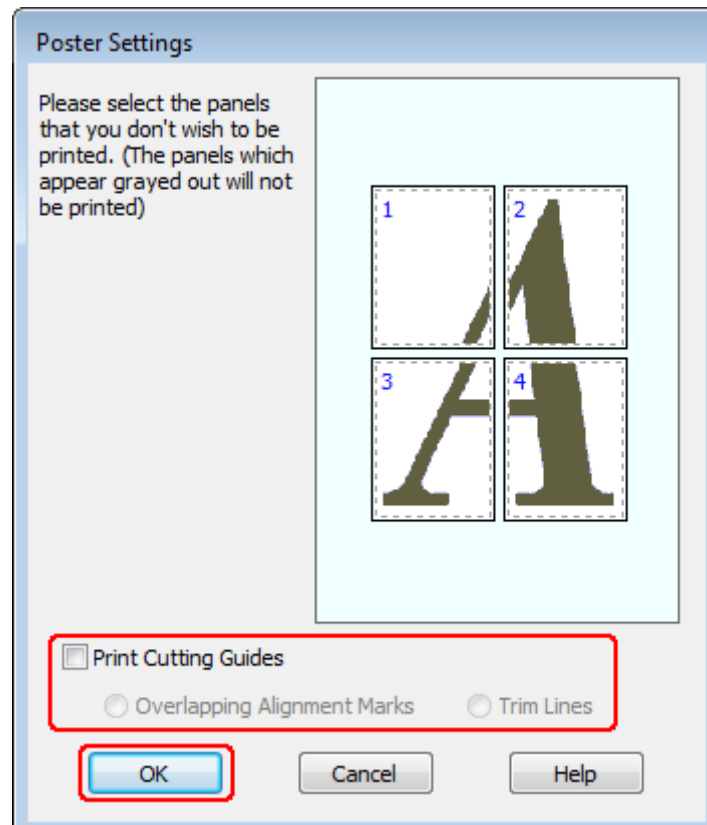 Poster Settings
Please select the panels
that you don't wish to be
printed. (The panels which
appear grayed out will not
be printed)
1 2
3 4
Print Cutting Guides
Overlapping Alignment Marks Trim Lines
OK Cancel Help